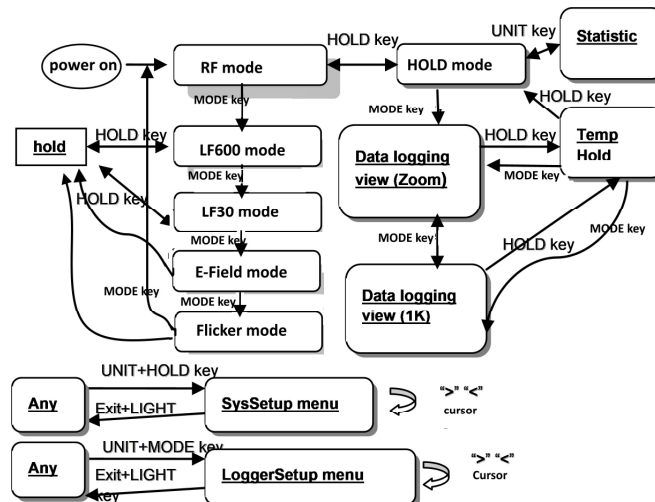 HOLD key
UNIT key
Statistic
power on
RF mode
HOLD mode
MODE key
MODE key
HOLD key
hold
HOLD key
LF600 mode
HOLD key
Temp
Hold
Data logging
view (Zoom)
MODE key
MODE key
HOLD key
LF30 mode
MODE key
MODE key
HOLD key
MODE key
E-Field mode
MODE key
MODE key
Data logging
view (1K)
Flicker mode
UNIT+HOLD key
Any
SysSetup menu
">" "<"
cursor
Exit+LIGHT
UNIT+MODE key
Any
LoggerSetup menu
">" "<"
Cursor
Exit+LIGHT
key